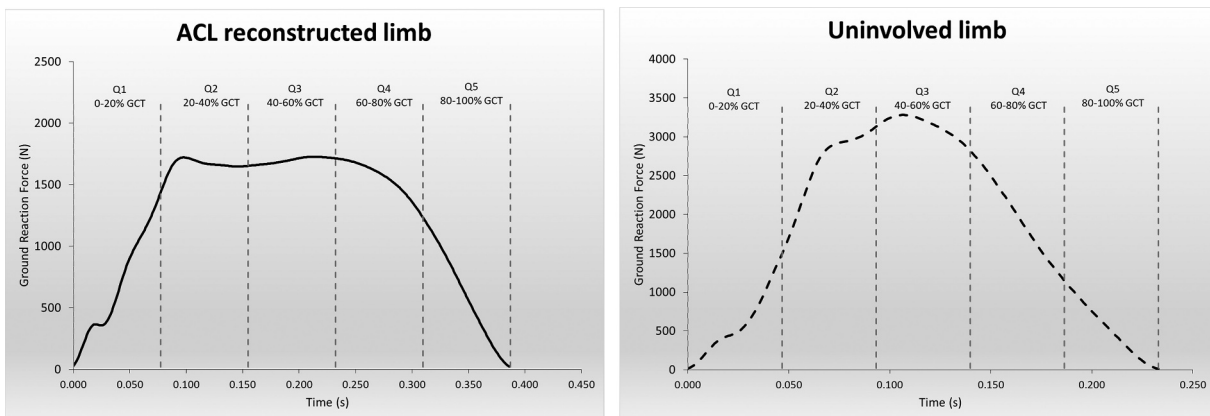 ACL reconstructed limb
2500
2000
1500
1000
500
0
Ground Reaction Force (N)
Q1
0-20% GCT
Q2
20-40% GCT
Q3
40-60% GCT
Q4
60-80% GCT
Q5
80-100% GCT
0.000 0.050 0.100 0.150 0.200 0.250 0.300 0.350 0.400 0.450
Time (s)
Uninvolved limb
4000
3500
3000
2500
2000
1500
1000
500
0
Ground Reaction Force (N)
Q1
0-20% GCT
Q2
20-40% GCT
Q3
40-60% GCT
Q4
60-80% GCT
Q5
80-100% GCT
0.000 0.050 0.100 0.150 0.200 0.250
Time (s)